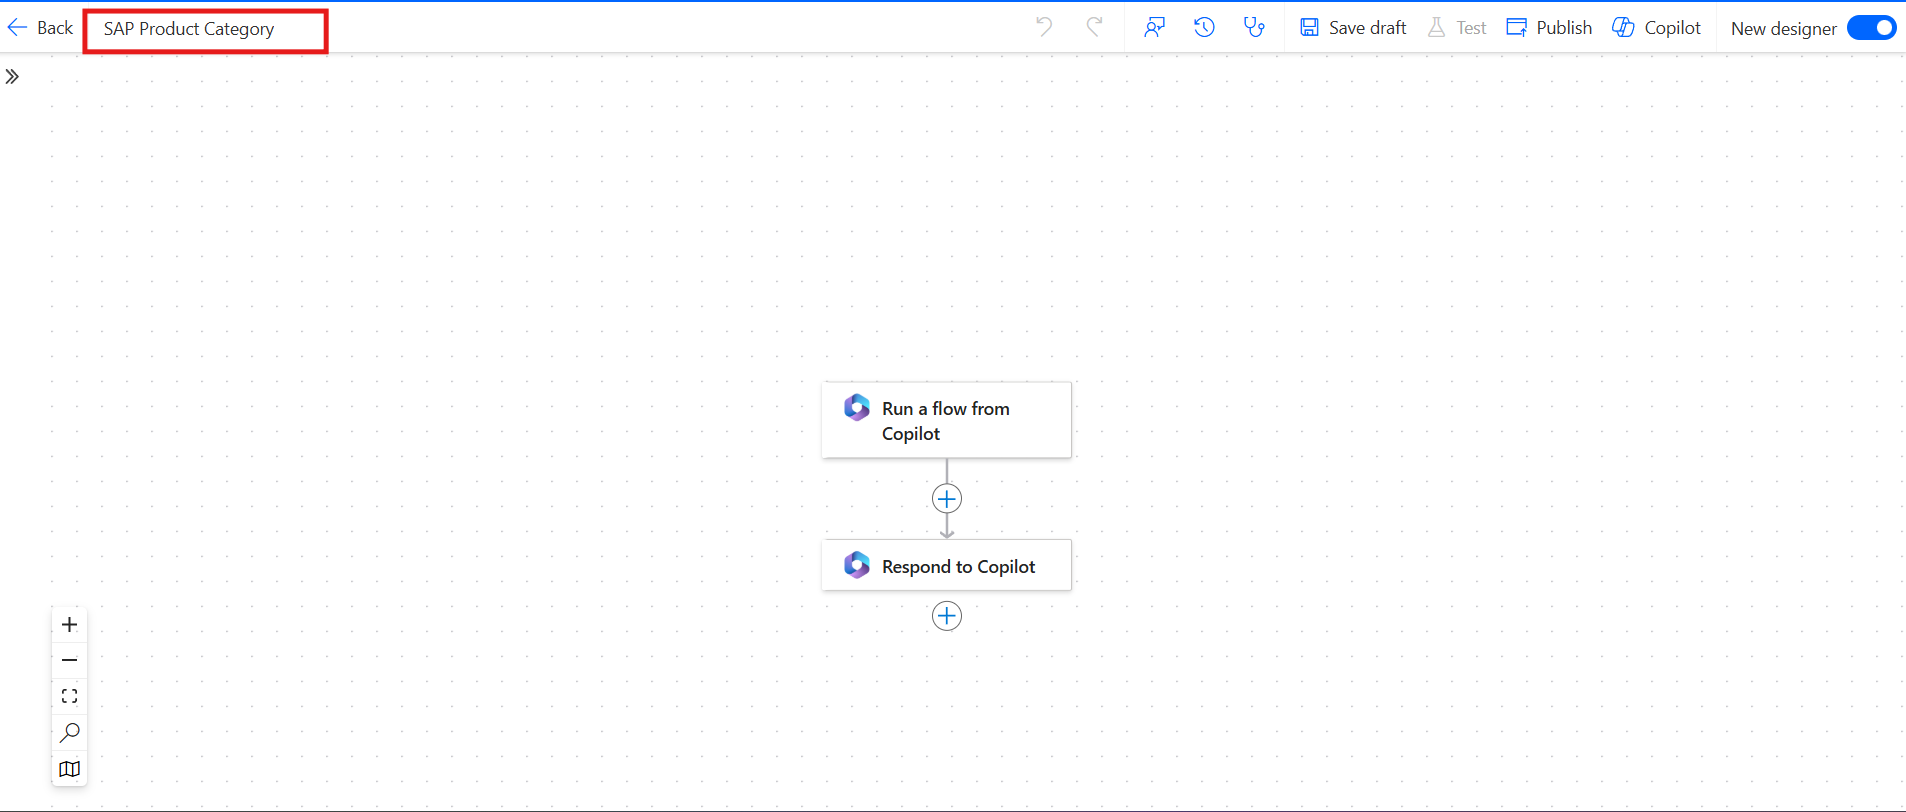 Back SAP Product Category Save draft Test Publish Copilot New designer
Run a flow from
Copilot
Respond to Copilot